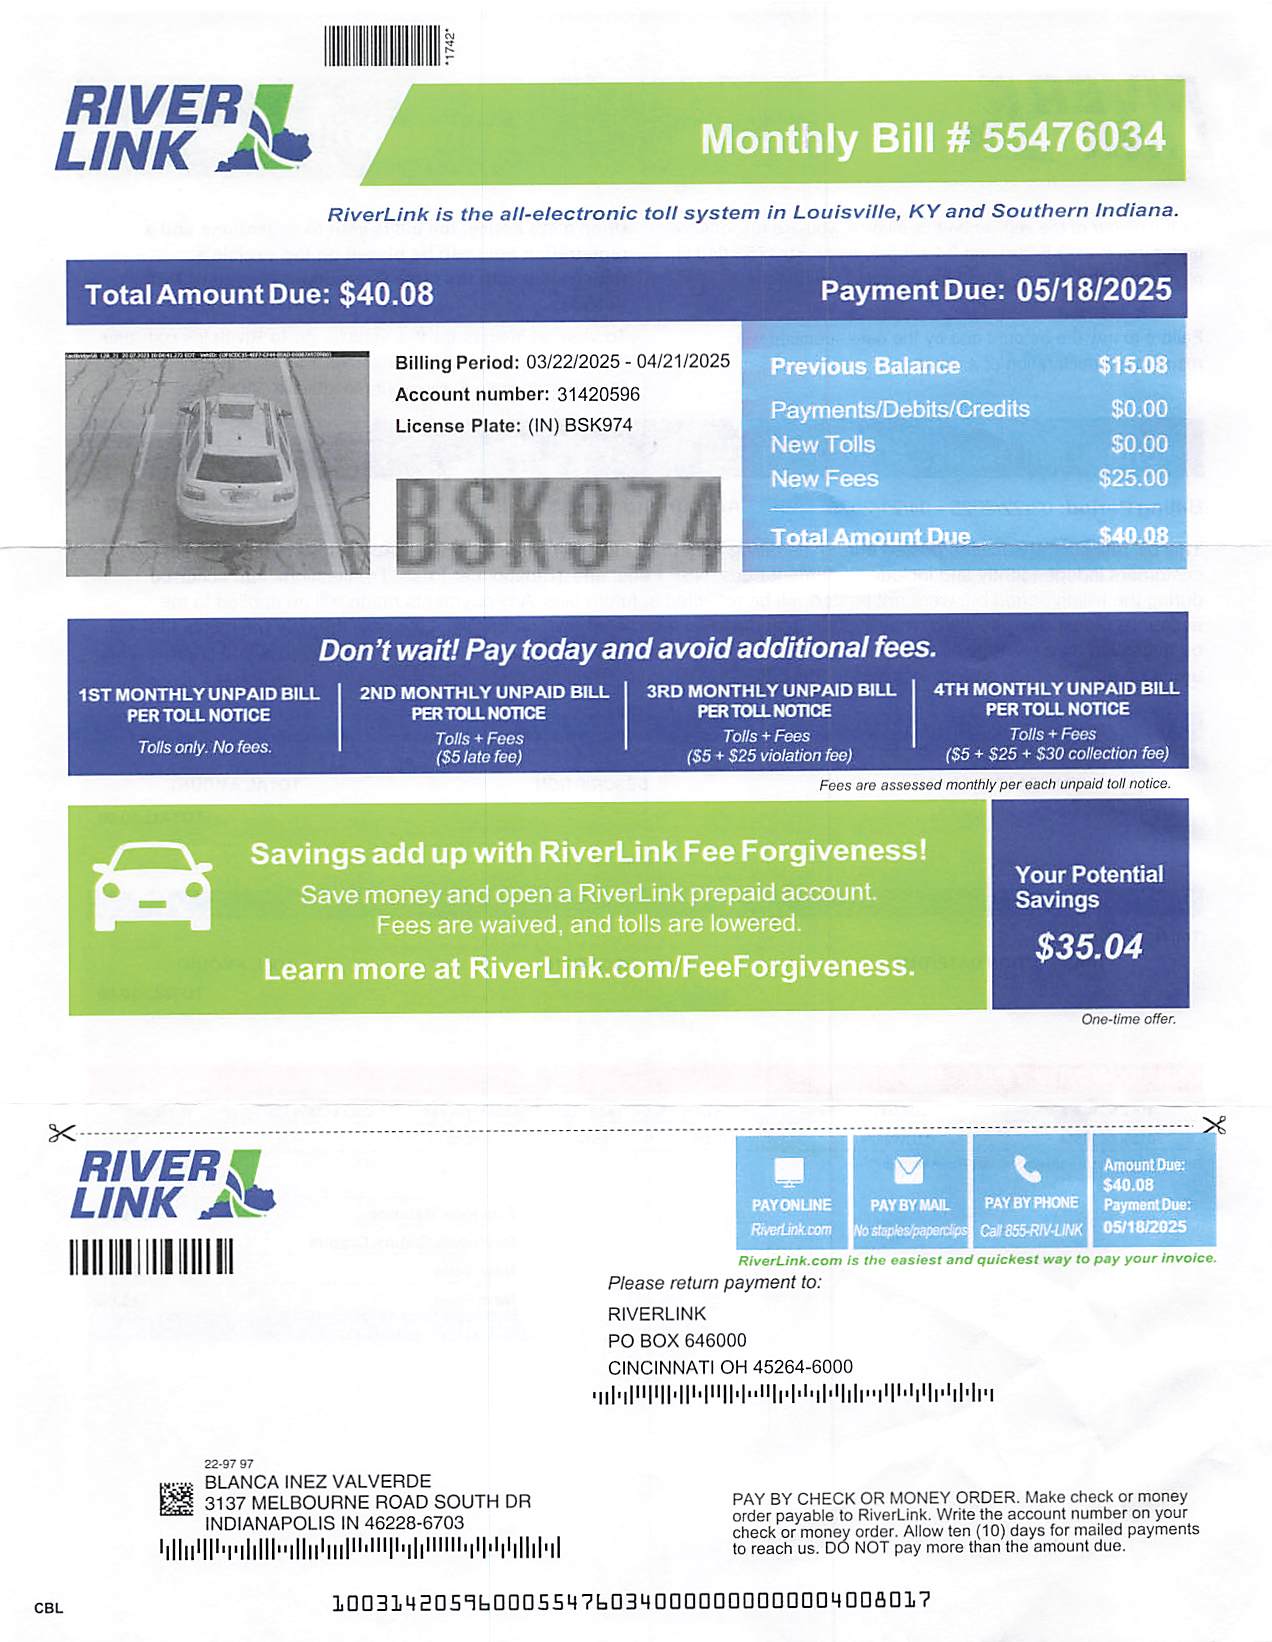 *1742*
RIVER
LINK
Monthly Bill # 55476034
RiverLink is the all-electronic toll system in Louisville, KY and Southern Indiana.
Total Amount Due: $40.08
Payment Due: 05/18/2025
Billing Period: 03/22/2025 - 04/21/2025
Account number: 31420596
License Plate: (IN) BSK974
BSK974
Previous Balance $15.08
Payments/Debits/Credits $0.00
New Tolls $0.00
New Fees $25.00
Total Amount Due $40.08
Don't wait! Pay today and avoid additional fees.
1ST MONTHLY UNPAID BILL
PER TOLL NOTICE
Tolls only. No fees.
2ND MONTHLY UNPAID BILL
PER TOLL NOTICE
Tolls + Fees
($5 late fee)
3RD MONTHLY UNPAID BILL
PER TOLL NOTICE
Tolls + Fees
($5 + $25 violation fee)
4TH MONTHLY UNPAID BILL
PER TOLL NOTICE
Tolls + Fees
($5 + $25 + $30 collection fee)
Fees are assessed monthly per each unpaid toll notice.
Savings add up with RiverLink Fee Forgiveness!
Save money and open a RiverLink prepaid account.
Fees are waived, and tolls are lowered.
Learn more at RiverLink.com/FeeForgiveness.
Your Potential
Savings
$35.04
One-time offer.
RIVER
LINK
PAY ONLINE
RiverLink.com
PAY BY MAIL
No staples/paperclips
PAY BY PHONE
Call 855-RIV-LINK
Amount Due:
$40.08
Payment Due:
05/18/2025
RiverLink.com is the easiest and quickest way to pay your invoice.
Please return payment to:
RIVERLINK
PO BOX 646000
CINCINNATI OH 45264-6000
22-97 97
BLANCA INEZ VALVERDE
3137 MELBOURNE ROAD SOUTH DR
INDIANAPOLIS IN 46228-6703
PAY BY CHECK OR MONEY ORDER. Make check or money
order payable to RiverLink. Write the account number on your
check or money order. Allow ten (10) days for mailed payments
to reach us. DO NOT pay more than the amount due.
CBL
1003142059600055476034000000000000004008017